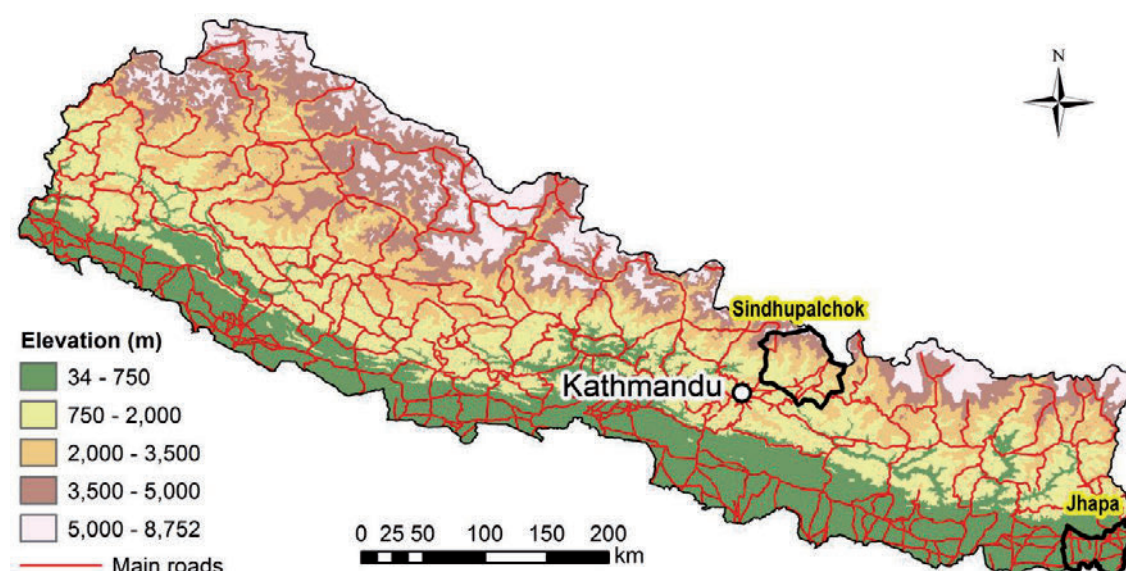 N
Sindhupalchok
Kathmandu
Jhapa
Elevation (m)
34 - 750
750 - 2,000
2,000 - 3,500
3,500 - 5,000
5,000 - 8,752
Main roads
0 25 50 100 150 200
km